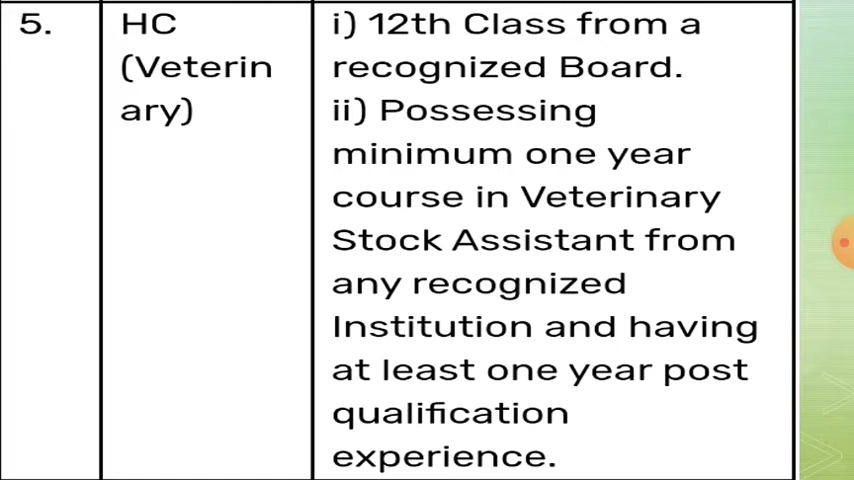 5.
HC
(Veterin
ary)
i) 12th Class from a
recognized Board.
ii) Possessing
minimum one year
course in Veterinary
Stock Assistant from
any recognized
Institution and having
at least one year post
qualification
experience.